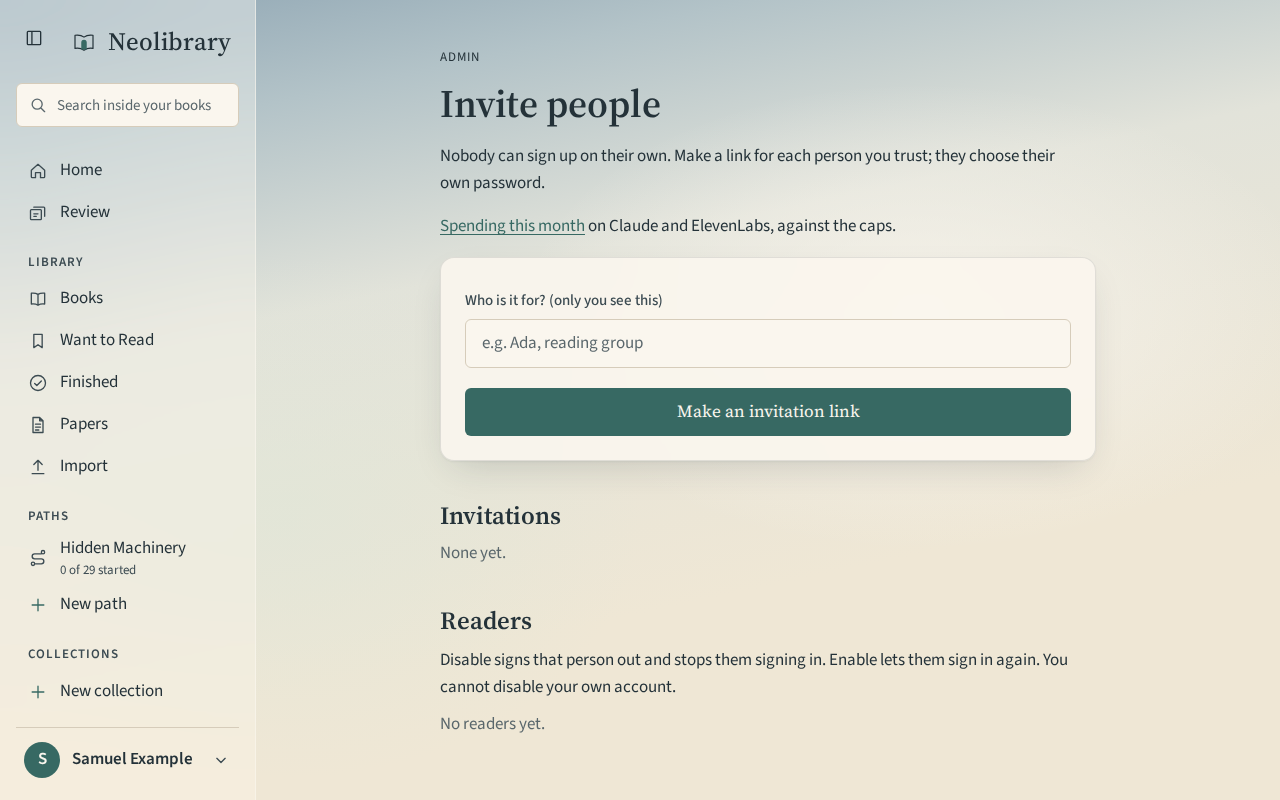 Neolibrary
Search inside your books
Home
Review
LIBRARY
Books
Want to Read
Finished
Papers
Import
PATHS
Hidden Machinery
0 of 29 started
New path
COLLECTIONS
New collection
S
Samuel Example
ADMIN
Invite people
Nobody can sign up on their own. Make a link for each person you trust; they choose their
own password.
Spending this month on Claude and ElevenLabs, against the caps.
Who is it for? (only you see this)
e.g. Ada, reading group
Make an invitation link
Invitations
None yet.
Readers
Disable signs that person out and stops them signing in. Enable lets them sign in again. You
cannot disable your own account.
No readers yet.